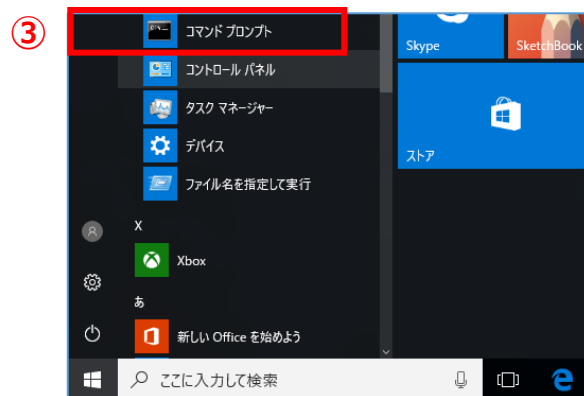 ③
コマンド プロンプト
コントロール パネル
タスク マネージャー
デバイス
ファイル名を指定して実行
X
Xbox
あ
新しい Office を始めよう
ここに入力して検索
Skype
SketchBook
ストア